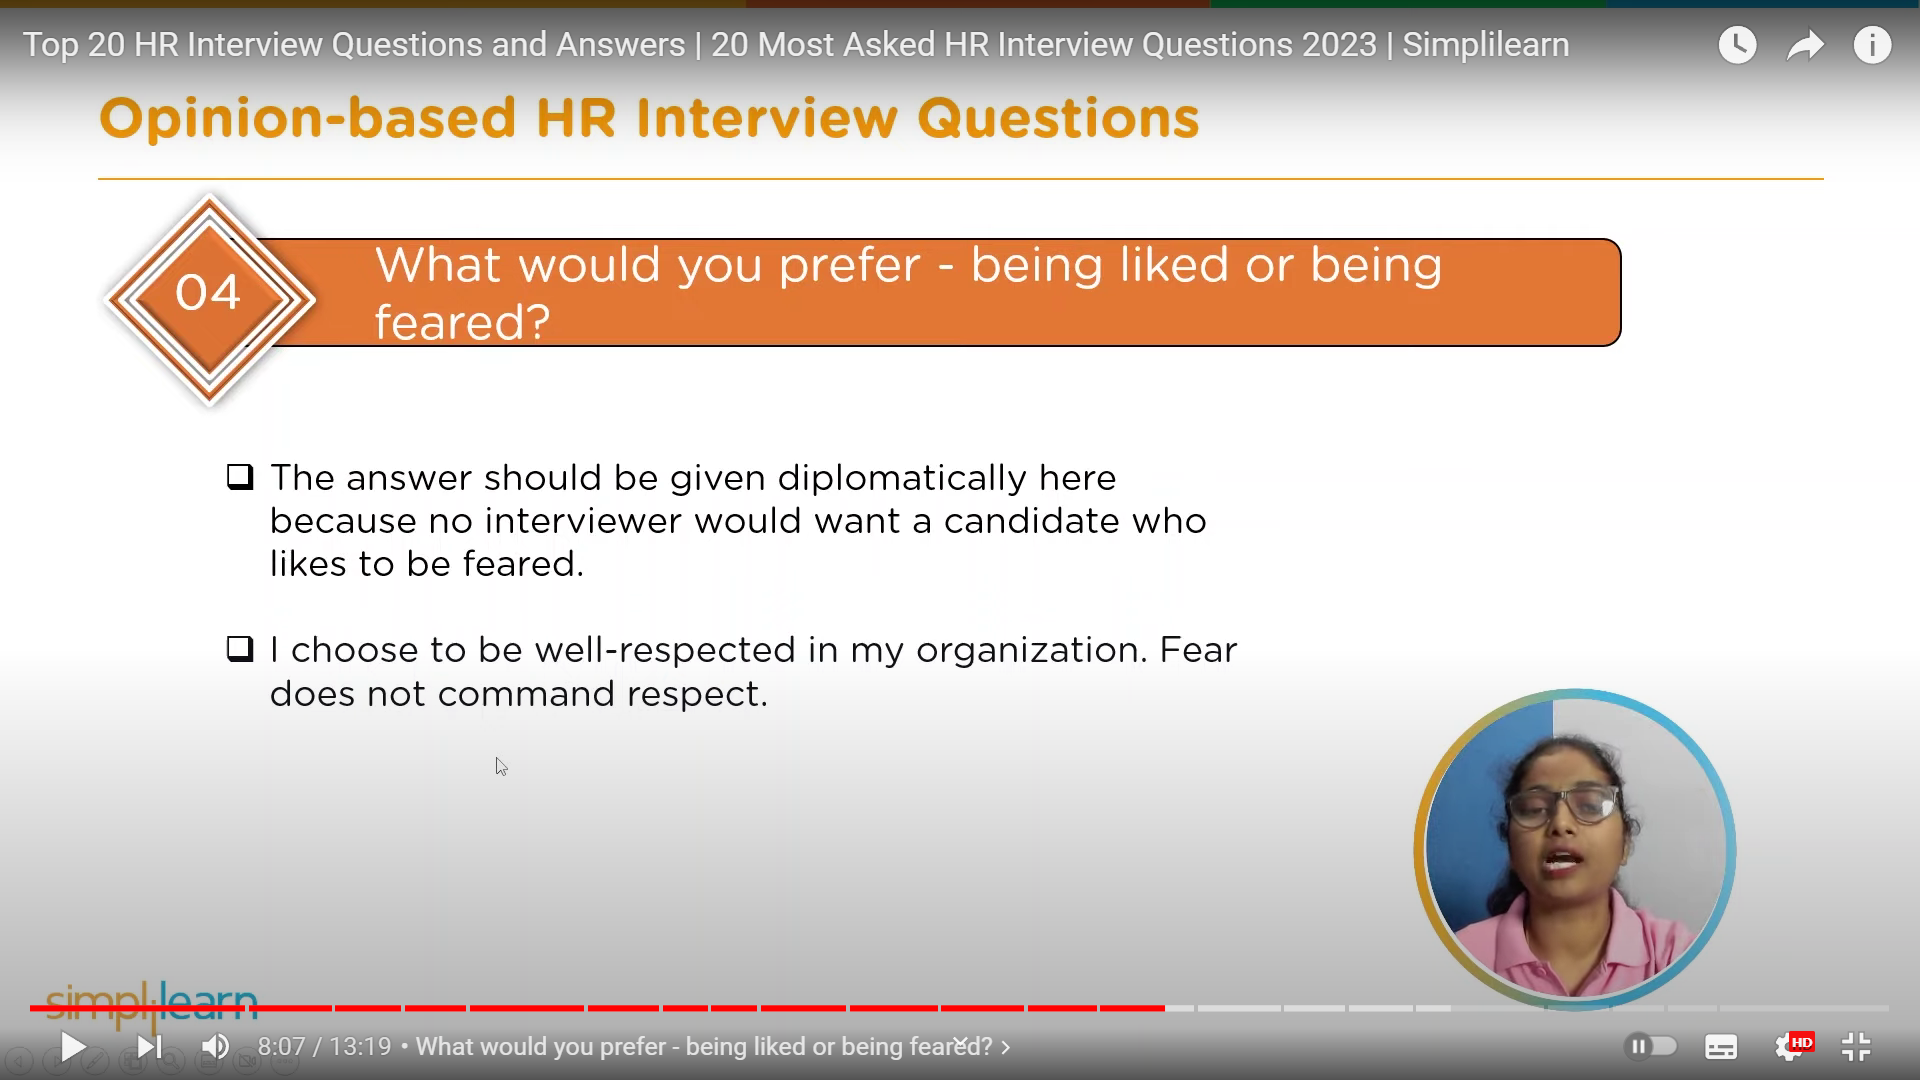 Top 20 HR Interview Questions and Answers | 20 Most Asked HR Interview Questions 2023 | Simplilearn
Opinion-based HR Interview Questions
04
What would you prefer - being liked or being
feared?
The answer should be given diplomatically here
because no interviewer would want a candidate who
likes to be feared.
I choose to be well-respected in my organization. Fear
does not command respect.
simplilearn
8:07 / 13:19 • What would you prefer - being liked or being feared?
HD